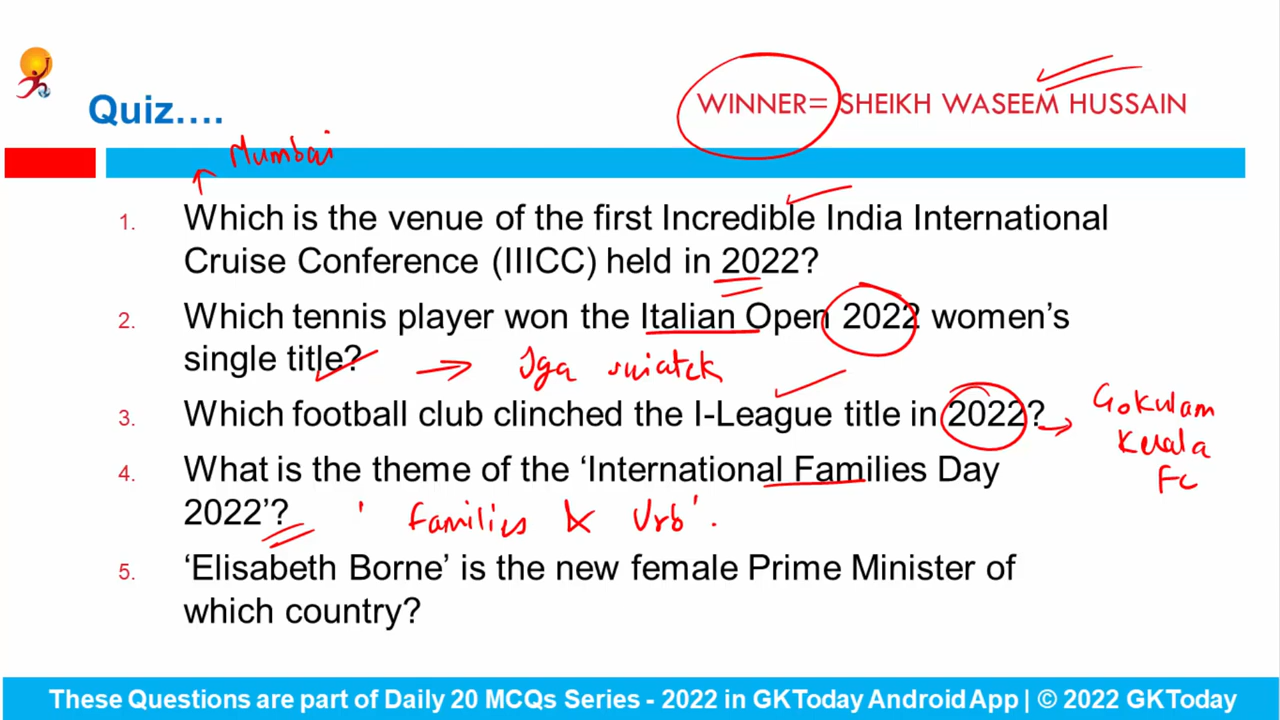 WINNER= SHEIKH WASEEM HUSSAIN
Quiz....
Mumbai
1. Which is the venue of the first Incredible India International
Cruise Conference (IIICC) held in 2022?
2. Which tennis player won the Italian Open 2022 women's
single title? → Iga swiatek
3. Which football club clinched the I-League title in 2022? → Gokulam
Kerala
FC
4. What is the theme of the 'International Families Day
2022'? ' families & Urb'.
5. 'Elisabeth Borne' is the new female Prime Minister of
which country?
These Questions are part of Daily 20 MCQs Series - 2022 in GKToday Android App | © 2022 GKToday